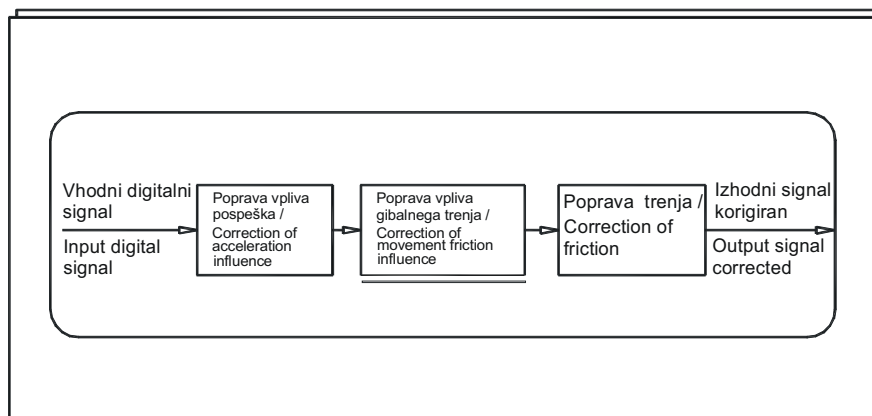 Vhodni digitalni
signal
Input digital
signal
Poprava vpliva
pospeška /
Correction of
acceleration
influence
Poprava vpliva
gibalnega trenja /
Correction of
movement friction
influence
Poprava trenja /
Correction of
friction
Izhodni signal
korigiran
Output signal
corrected